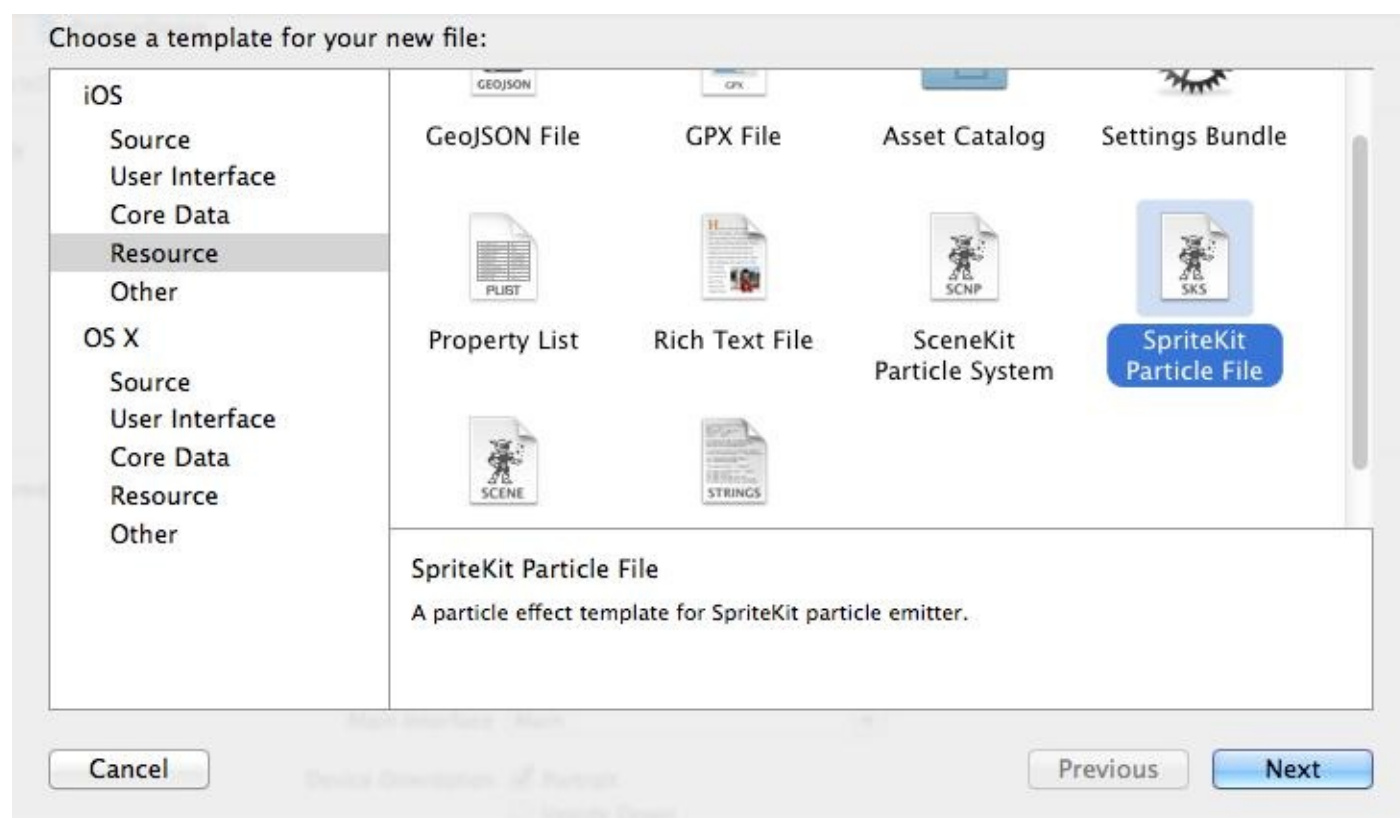 Choose a template for your new file:
iOS
Source
User Interface
Core Data
Resource
Other
OS X
Source
User Interface
Core Data
Resource
Other
GEOJSON
GPX
GeoJSON File
GPX File
Asset Catalog
Settings Bundle
PLIST
SCNP
SKS
Property List
Rich Text File
SceneKit
Particle System
SpriteKit
Particle File
SCENE
STRINGS
SpriteKit Particle File
A particle effect template for SpriteKit particle emitter.
Cancel
Previous
Next